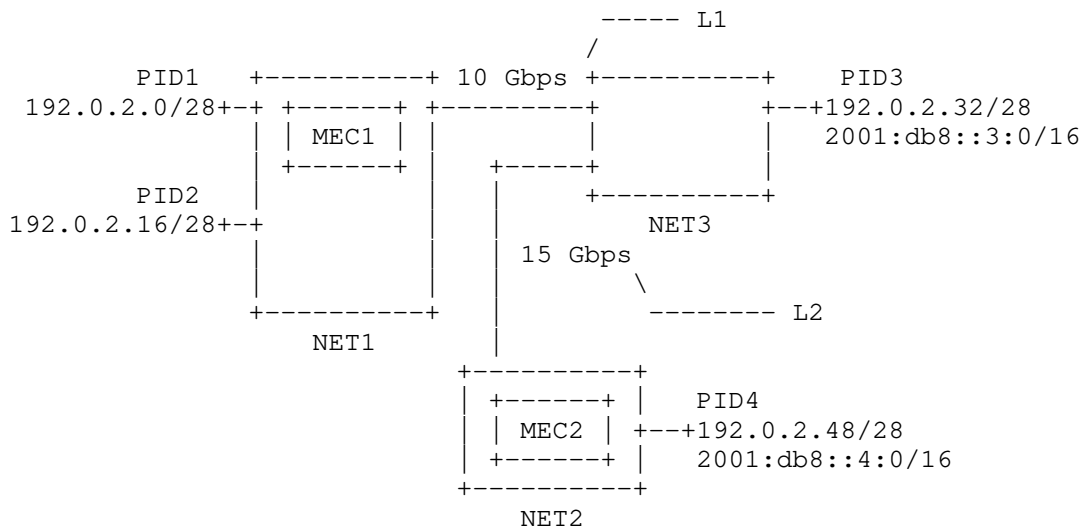 L1
PID1 10 Gbps PID3
192.0.2.0/28 192.0.2.32/28
MEC1 2001:db8::3:0/16
PID2
192.0.2.16/28 NET3
15 Gbps
L2
NET1
PID4
MEC2 192.0.2.48/28
2001:db8::4:0/16
NET2